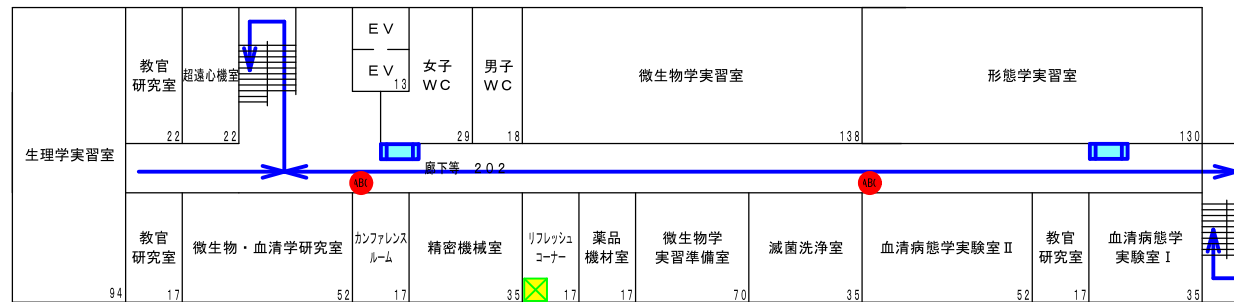 ＥＶ
ＥＶ
13
教官
研究室
22
超遠心機室
22
女子
ＷＣ
29
男子
ＷＣ
18
微生物学実習室
138
形態学実習室
130
生理学実習室
94
廊下等 ２０２
ABC
ABC
教官
研究室
17
微生物・血清学研究室
52
カンファレンス
ルーム
17
精密機械室
35
リフレッシュ
コーナー
17
薬品
機材室
17
微生物学
実習準備室
70
滅菌洗浄室
35
血清病態学実験室Ⅱ
52
教官
研究室
17
血清病態学
実験室Ⅰ
35